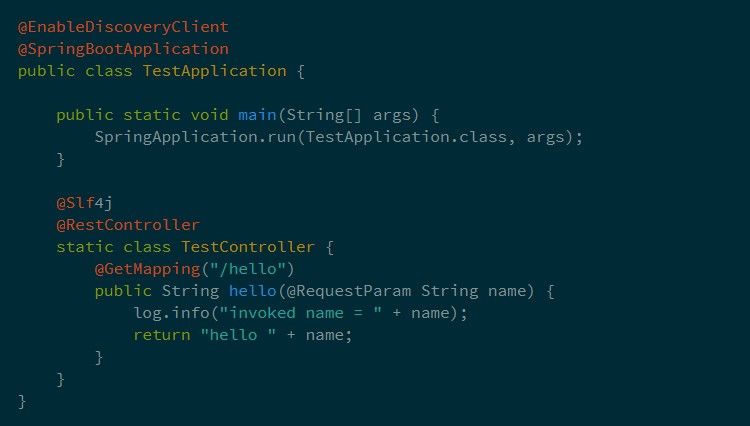 @EnableDiscoveryClient
@SpringBootApplication
public class TestApplication {
    public static void main(String[] args) {
        SpringApplication.run(TestApplication.class, args);
    }
    @Slf4j
    @RestController
    static class TestController {
        @GetMapping("/hello")
        public String hello(@RequestParam String name) {
            log.info("invoked name = " + name);
            return "hello " + name;
        }
    }
}